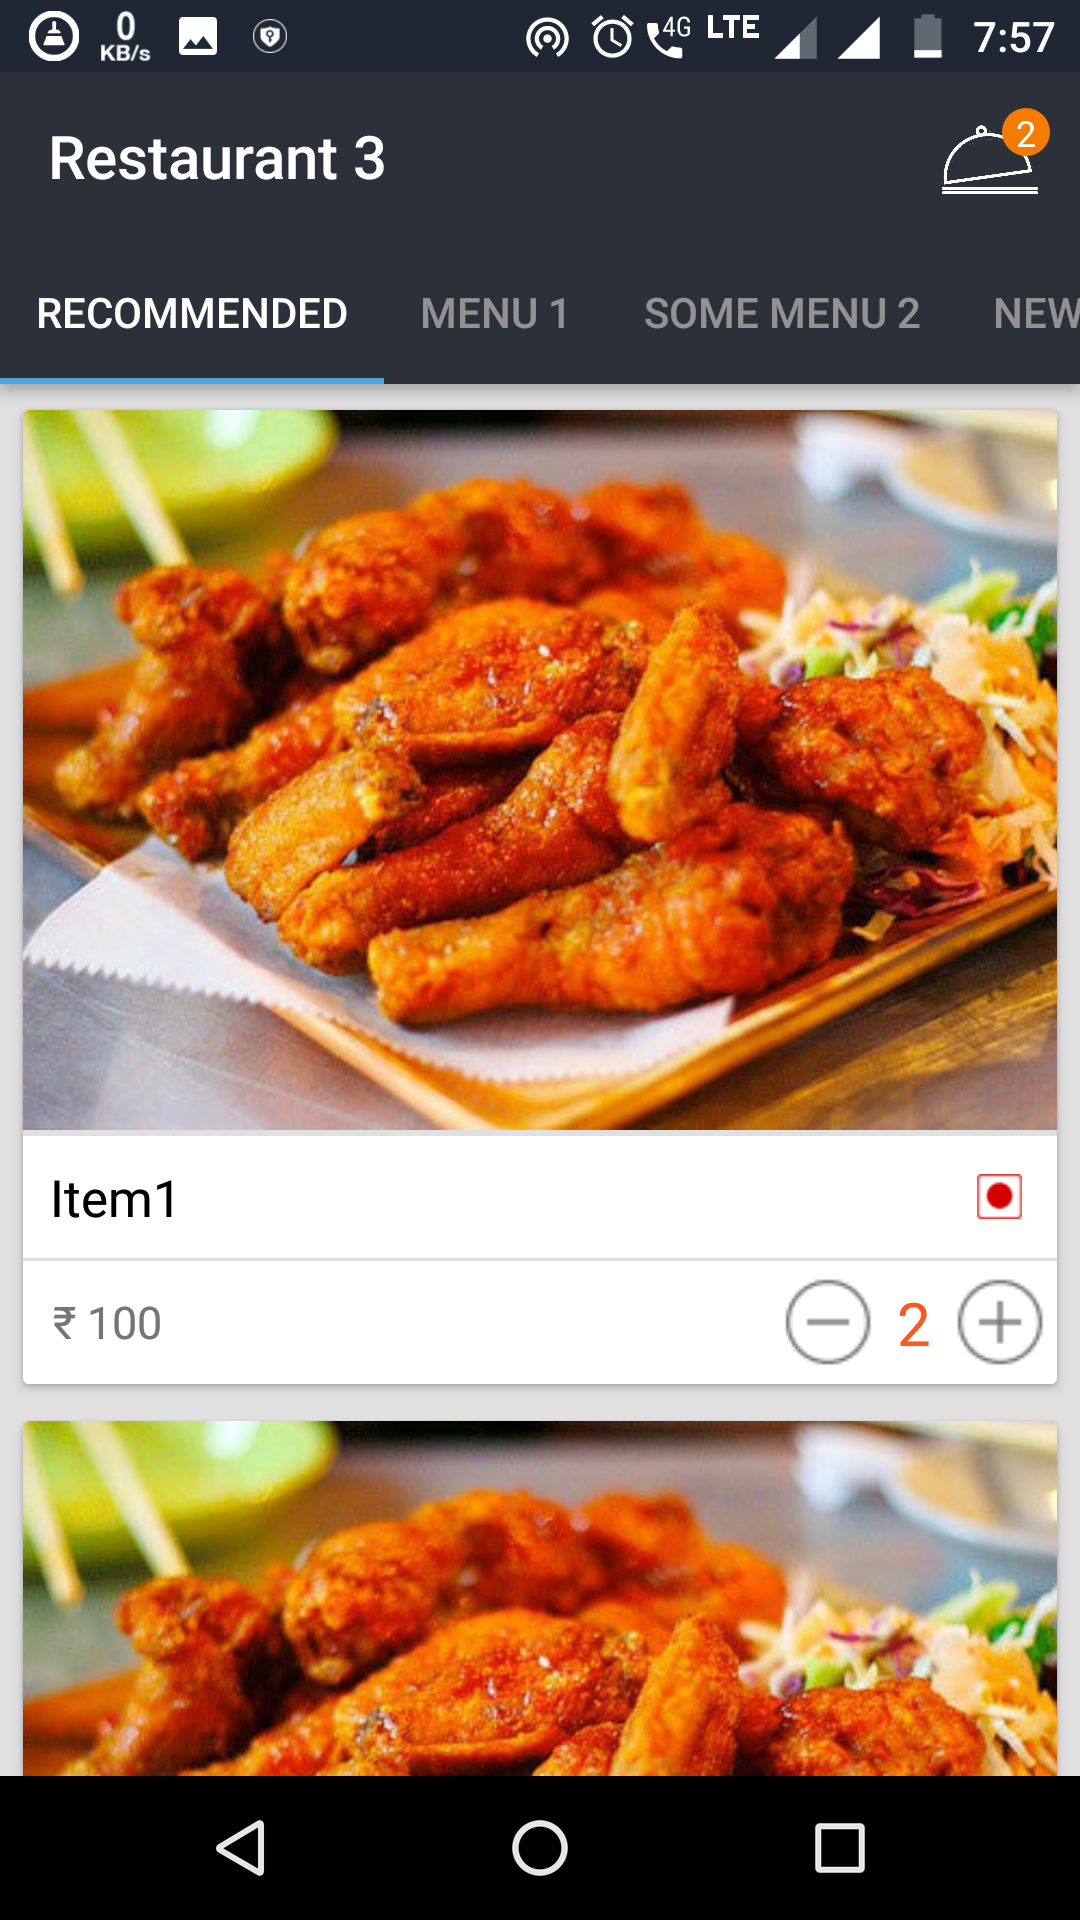 0
KB/s
4G LTE 7:57
Restaurant 3
2
RECOMMENDED MENU 1 SOME MENU 2 NEW
Item1
₹ 100
2